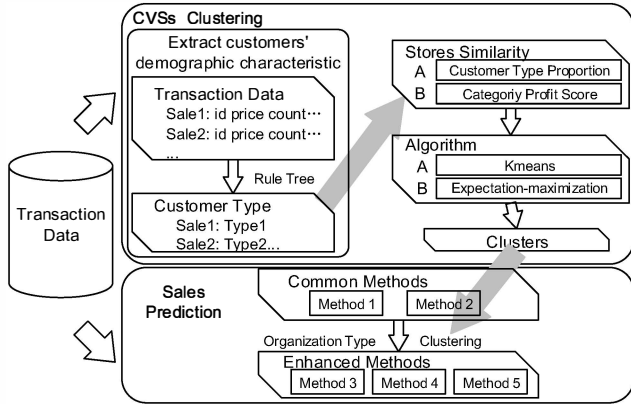 CVSs Clustering
Extract customers'
demographic characteristic
Transaction Data
Sale1: id price count···
Sale2: id price count···
...
Rule Tree
Customer Type
Sale1: Type1
Sale2: Type2...
Stores Similarity
A Customer Type Proportion
B Categoriy Profit Score
Algorithm
A Kmeans
B Expectation-maximization
Clusters
Transaction
Data
Sales
Prediction
Common Methods
Method 1 Method 2
Organization Type Clustering
Enhanced Methods
Method 3 Method 4 Method 5